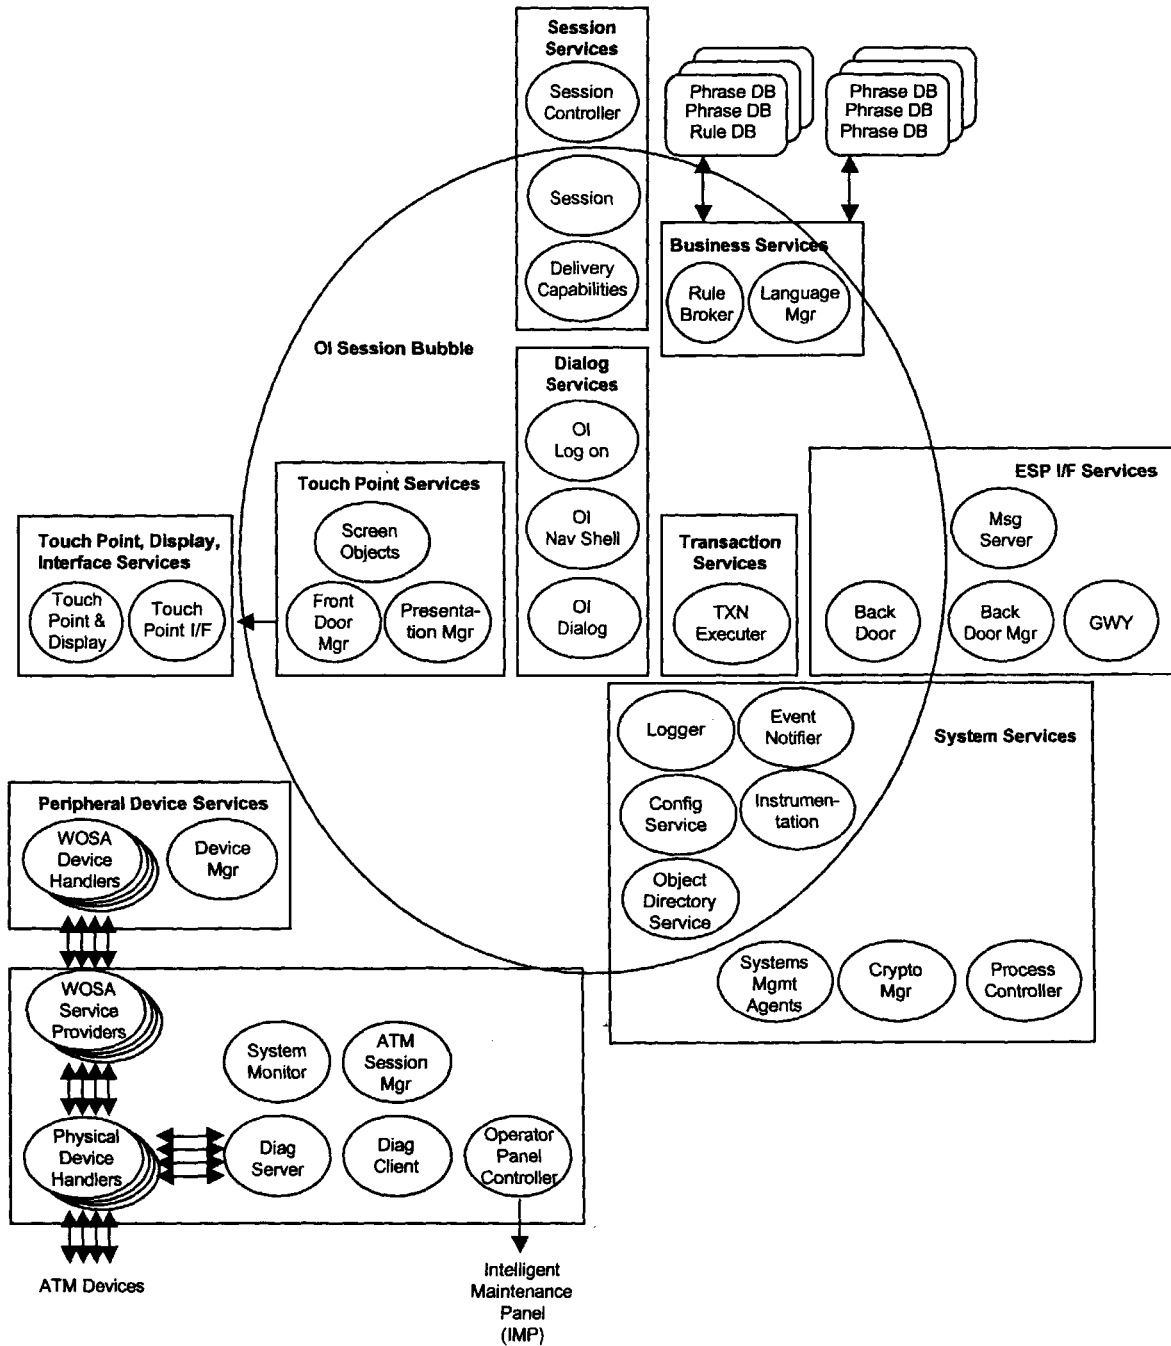 Session
Services
Session
Controller
Session
Delivery
Capabilities
Phrase DB
Phrase DB
Rule DB
Phrase DB
Phrase DB
Phrase DB
Business Services
Rule
Broker
Language
Mgr
OI Session Bubble
Dialog
Services
OI
Log on
OI
Nav Shell
OI
Dialog
Touch Point Services
Screen
Objects
Front
Door
Mgr
Presenta-
tion Mgr
Touch Point, Display,
Interface Services
Touch
Point &
Display
Touch
Point I/F
Transaction
Services
TXN
Executer
ESP I/F Services
Msg
Server
Back
Door
Back
Door Mgr
GWY
System Services
Logger
Event
Notifier
Config
Service
Instrumen-
tation
Object
Directory
Service
Systems
Mgmt
Agents
Crypto
Mgr
Process
Controller
Peripheral Device Services
WOSA
Device
Handlers
Device
Mgr
WOSA
Service
Providers
System
Monitor
ATM
Session
Mgr
Physical
Device
Handlers
Diag
Server
Diag
Client
Operator
Panel
Controller
ATM Devices
Intelligent
Maintenance
Panel
(IMP)